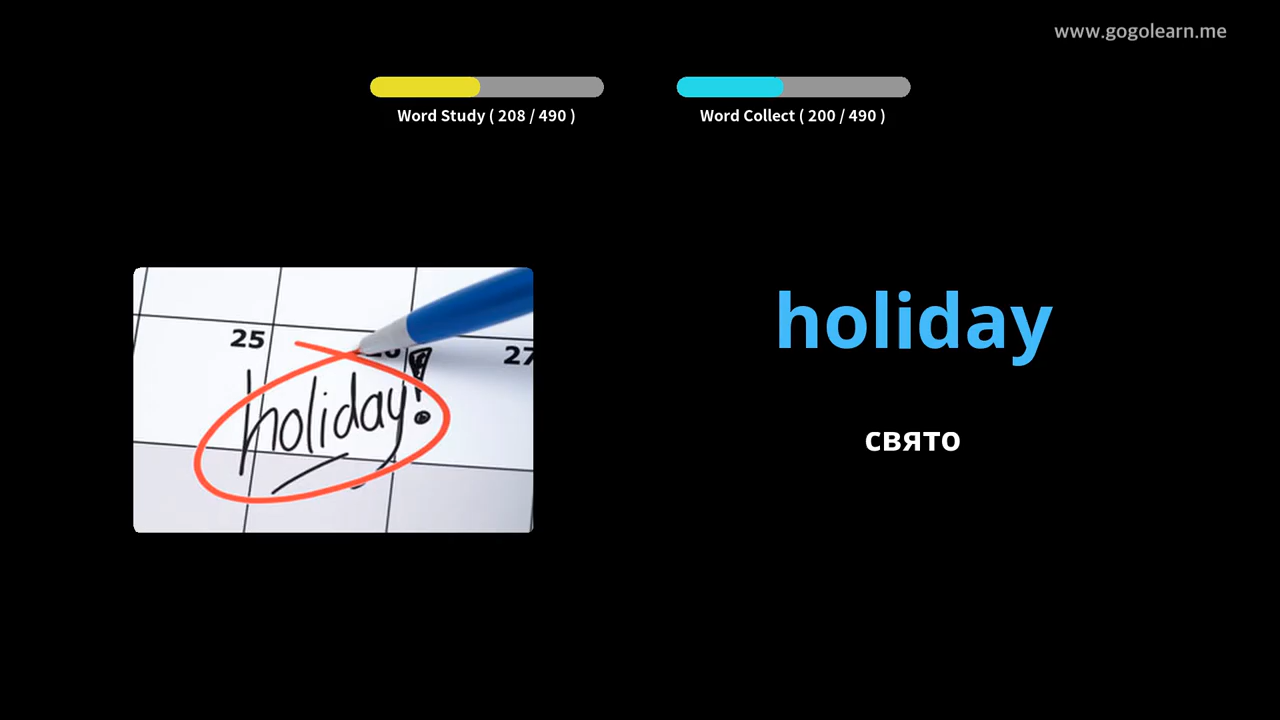 www.gogolearn.me
Word Study ( 208 / 490 )
Word Collect ( 200 / 490 )
holiday
свято
25
27
holiday!